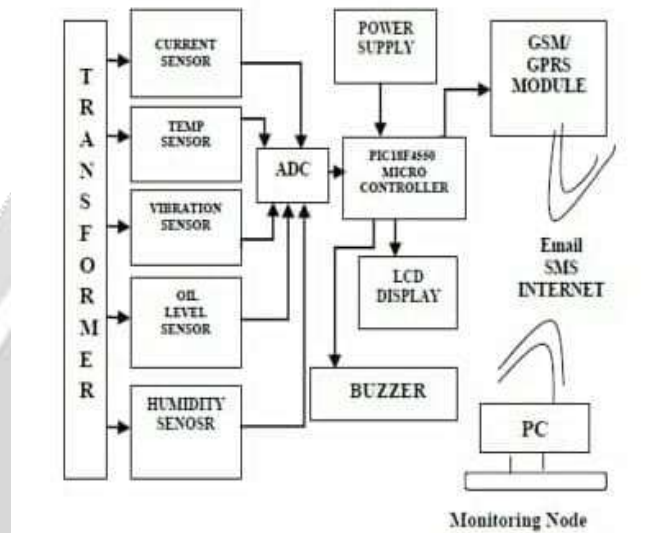 TRANSFORMER
CURRENT
SENSOR
TEMP
SENSOR
VIBRATION
SENSOR
OIL
LEVEL
SENSOR
HUMIDITY
SENOSR
ADC
POWER
SUPPLY
PIC18F4550
MICRO
CONTROLLER
LCD
DISPLAY
BUZZER
GSM/
GPRS
MODULE
Email
SMS
INTERNET
PC
Monitoring Node